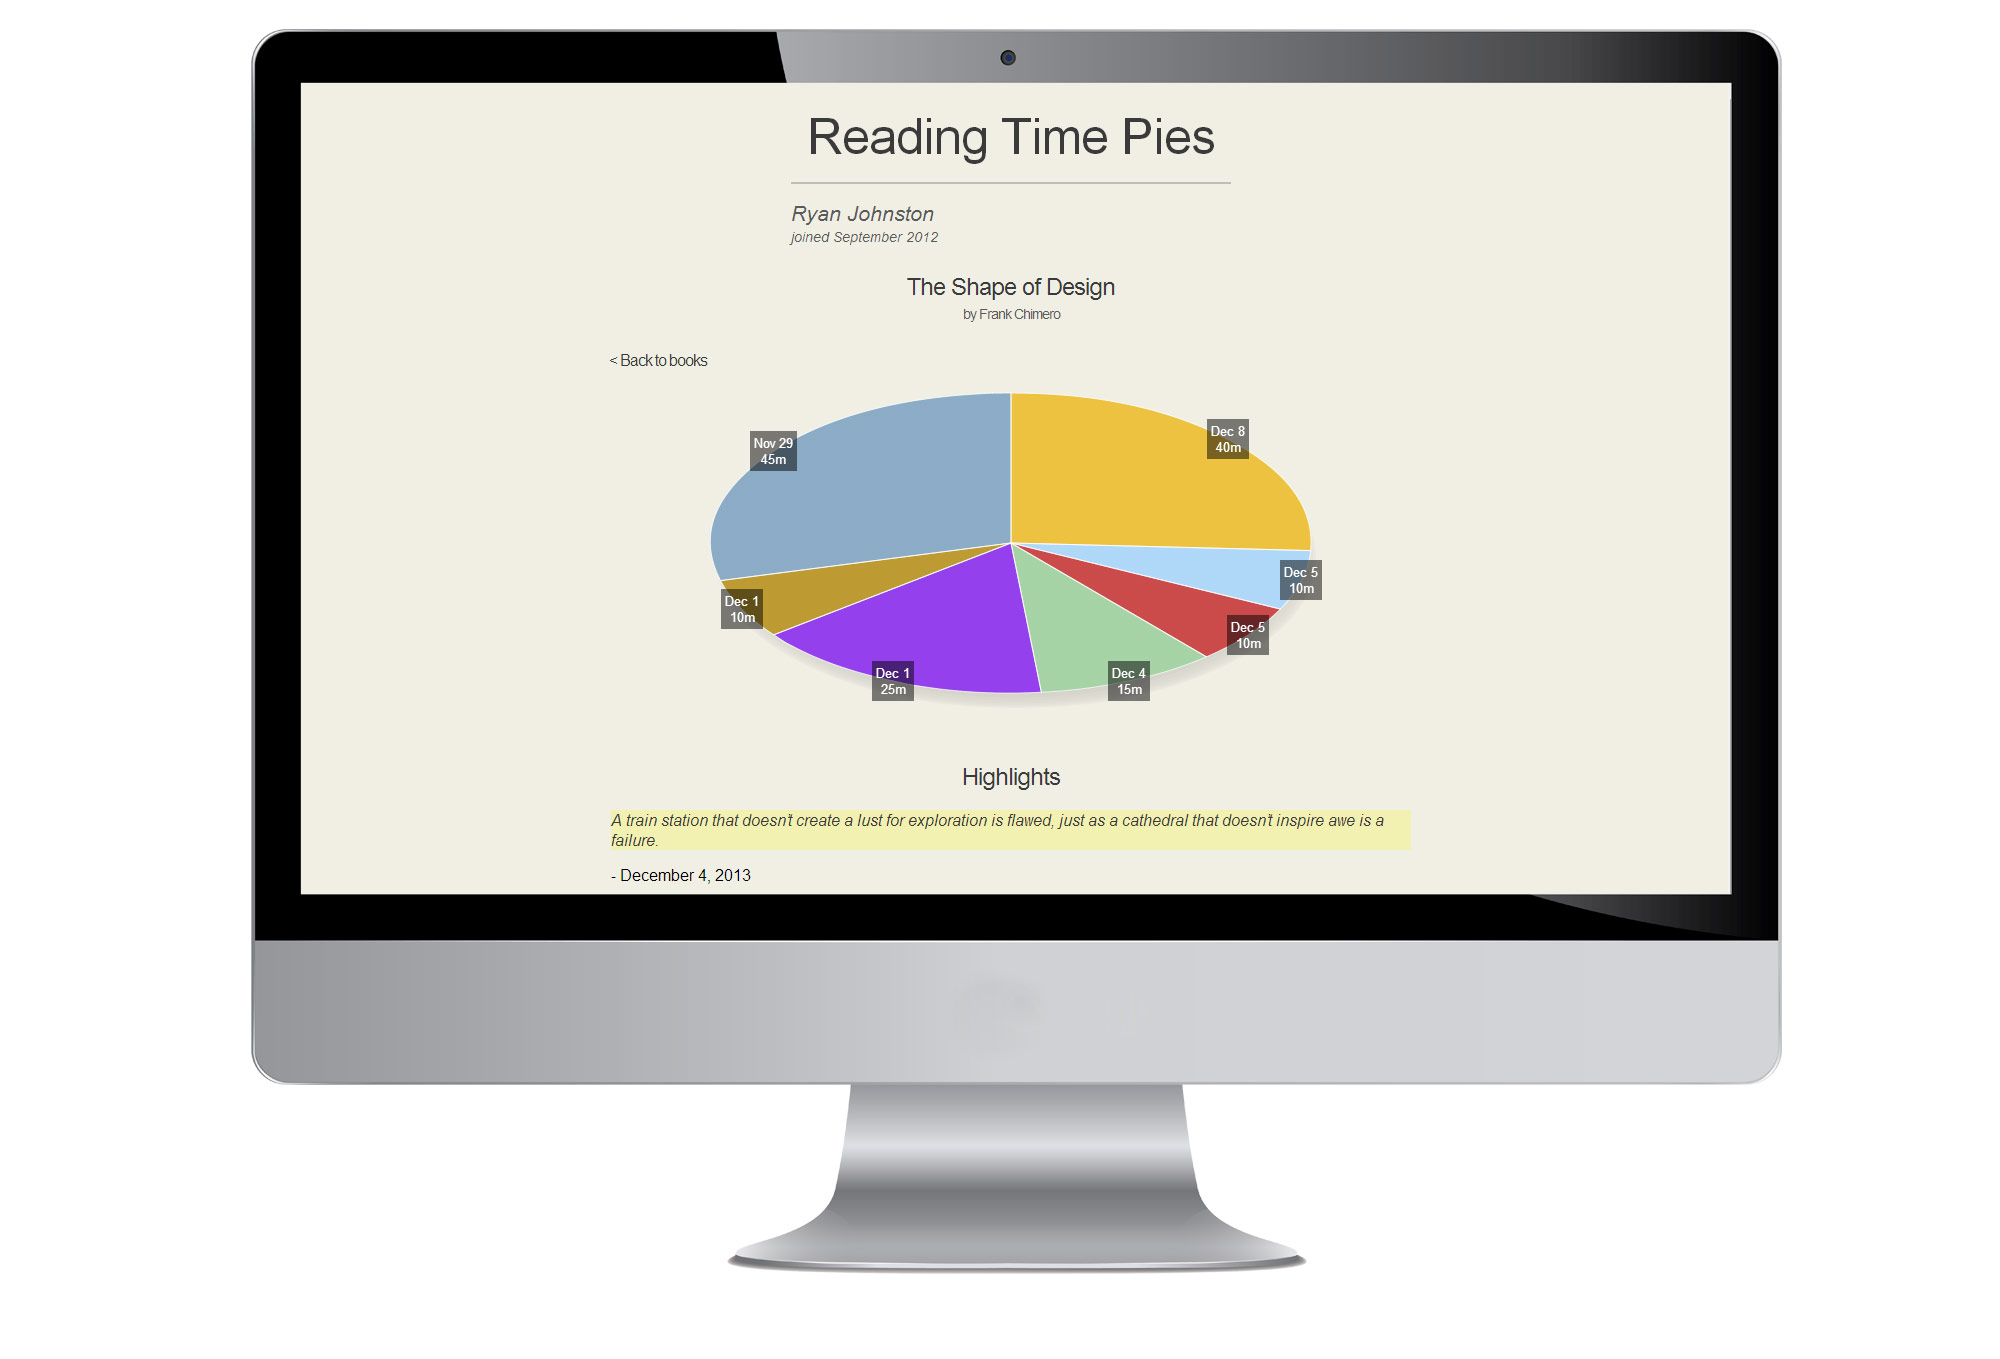 Reading Time Pies
Ryan Johnston
joined September 2012
The Shape of Design
by Frank Chimero
< Back to books
Nov 29
45m
Dec 8
40m
Dec 5
10m
Dec 5
10m
Dec 4
15m
Dec 1
25m
Dec 1
10m
Highlights
A train station that doesn't create a lust for exploration is flawed, just as a cathedral that doesn't inspire awe is a
failure.
- December 4, 2013